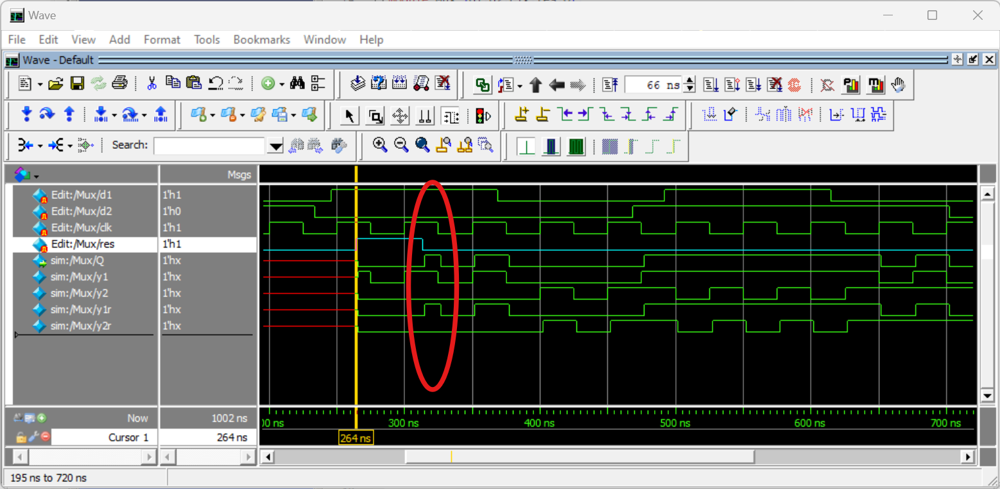 Wave
File Edit View Add Format Tools Bookmarks Window Help
Wave - Default
66 ns
Search:
Msgs
Edit:/Mux/d1 1'h1
Edit:/Mux/d2 1'h0
Edit:/Mux/clk 1'h1
Edit:/Mux/res 1'h1
sim:/Mux/Q 1'hx
sim:/Mux/y1 1'hx
sim:/Mux/y2 1'hx
sim:/Mux/y1r 1'hx
sim:/Mux/y2r 1'hx
Now 1002 ns 00 ns 300 ns 400 ns 500 ns 600 ns 700 ns
Cursor 1 264 ns 264 ns
195 ns to 720 ns